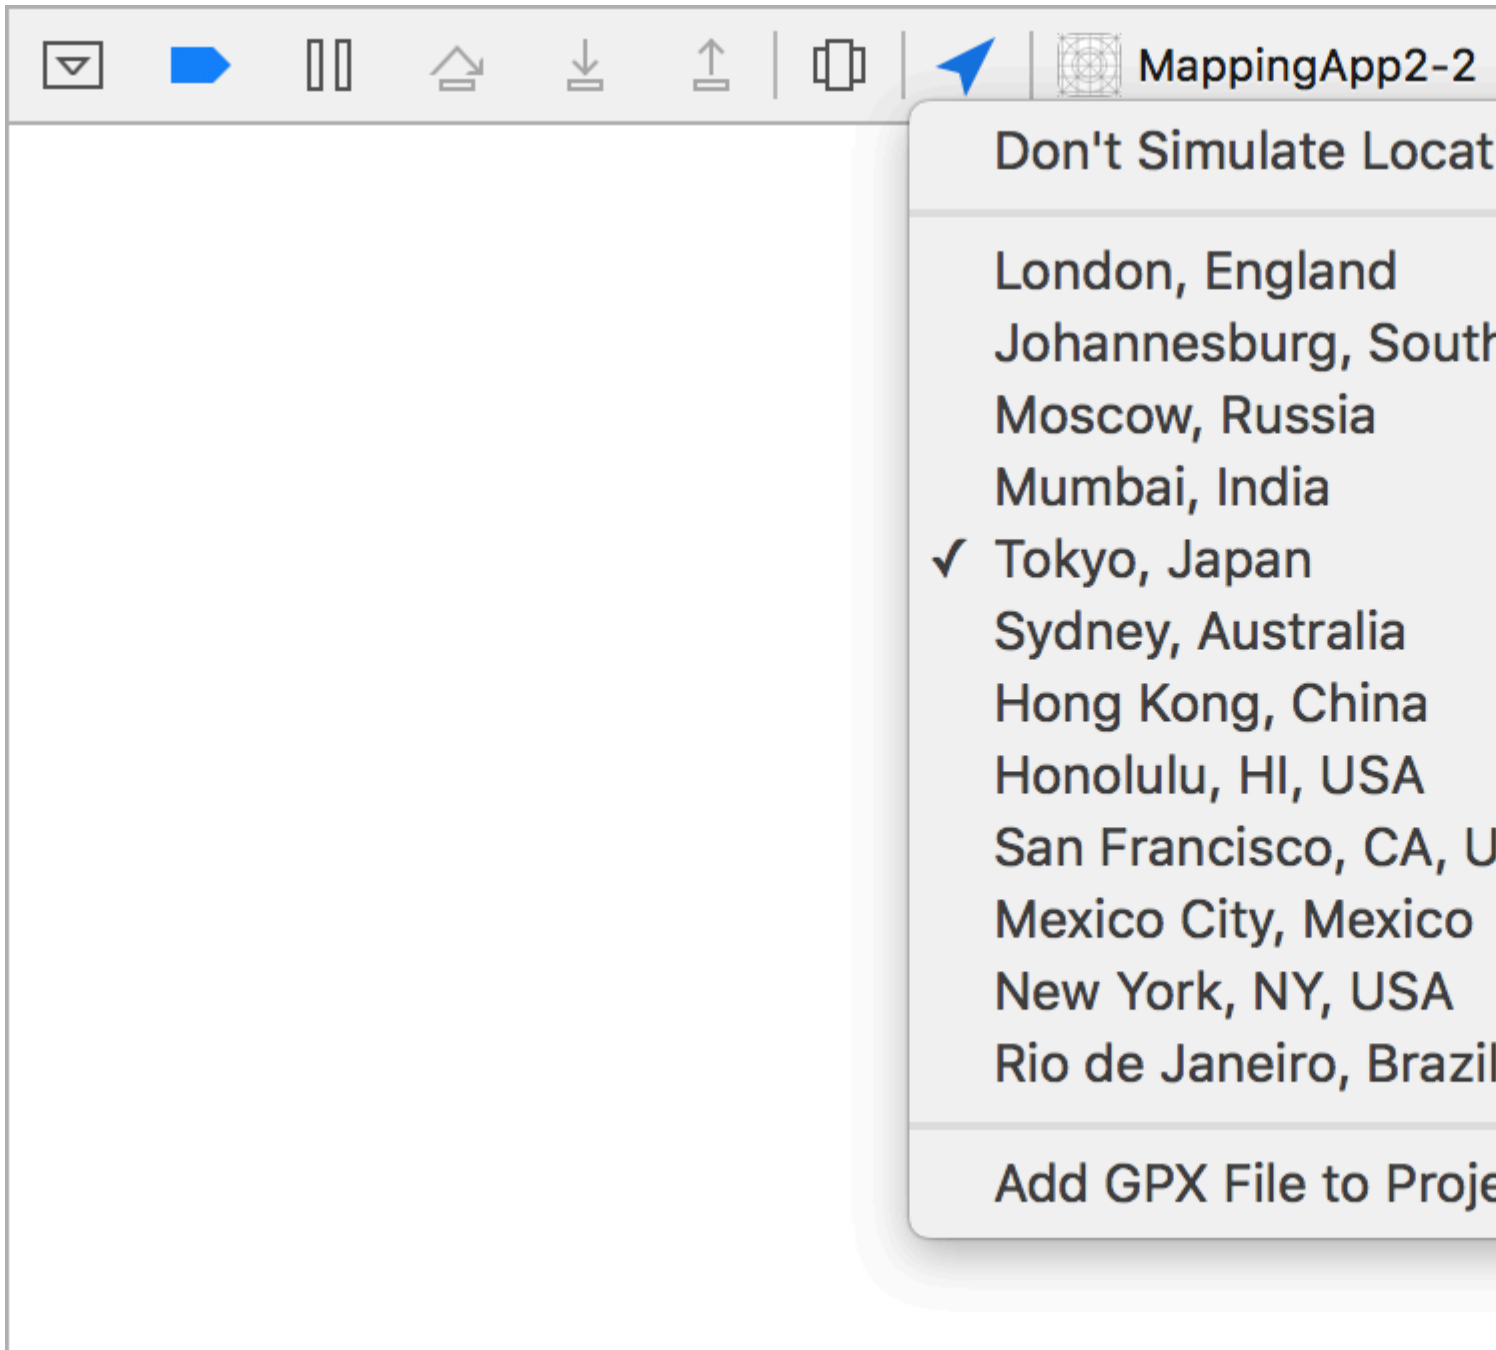 MappingApp2-2
Don't Simulate Locat
London, England
Johannesburg, South
Moscow, Russia
Mumbai, India
✓ Tokyo, Japan
Sydney, Australia
Hong Kong, China
Honolulu, HI, USA
San Francisco, CA, U
Mexico City, Mexico
New York, NY, USA
Rio de Janeiro, Brazil
Add GPX File to Proje